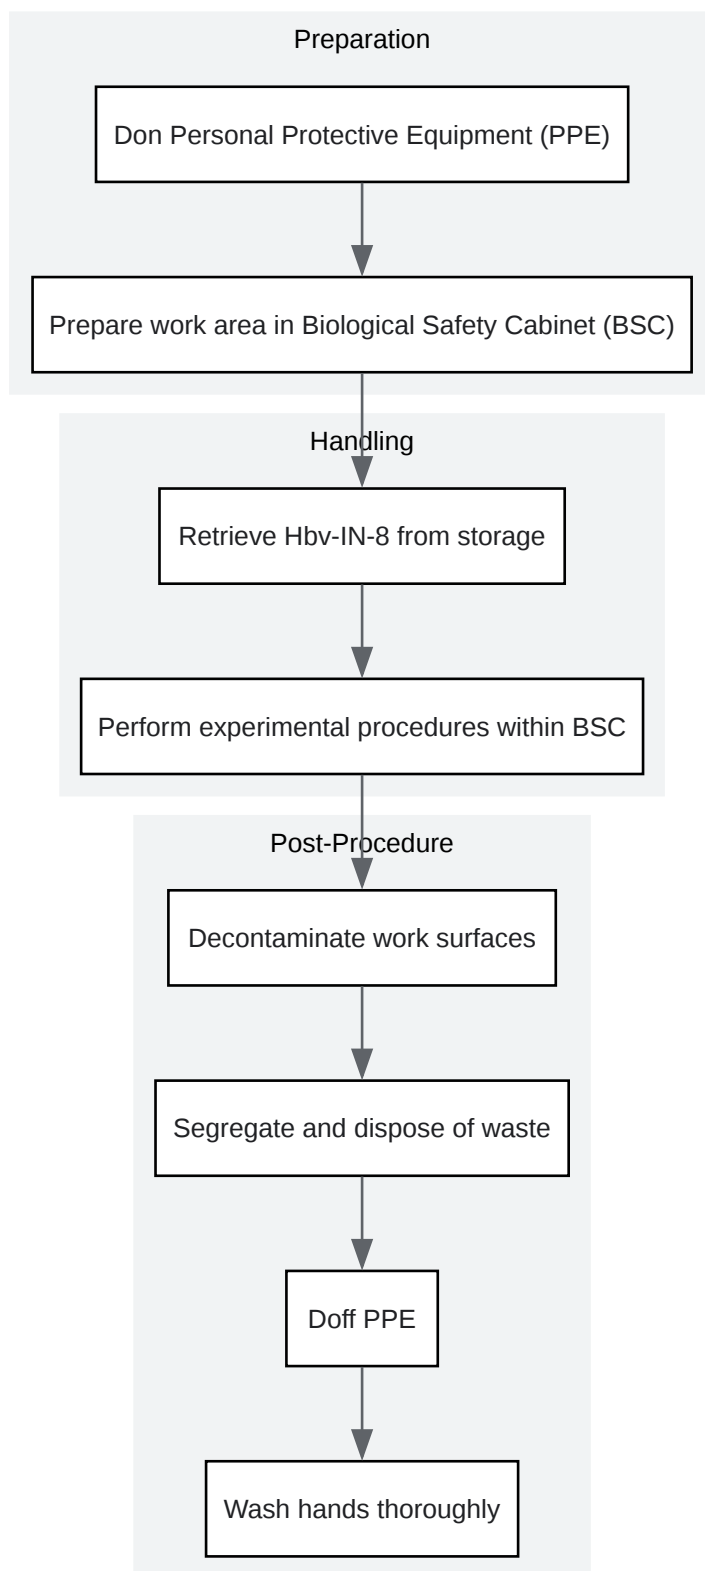 Preparation
Don Personal Protective Equipment (PPE)
Prepare work area in Biological Safety Cabinet (BSC)
Handling
Retrieve Hbv-IN-8 from storage
Perform experimental procedures within BSC
Post-Procedure
Decontaminate work surfaces
Segregate and dispose of waste
Doff PPE
Wash hands thoroughly